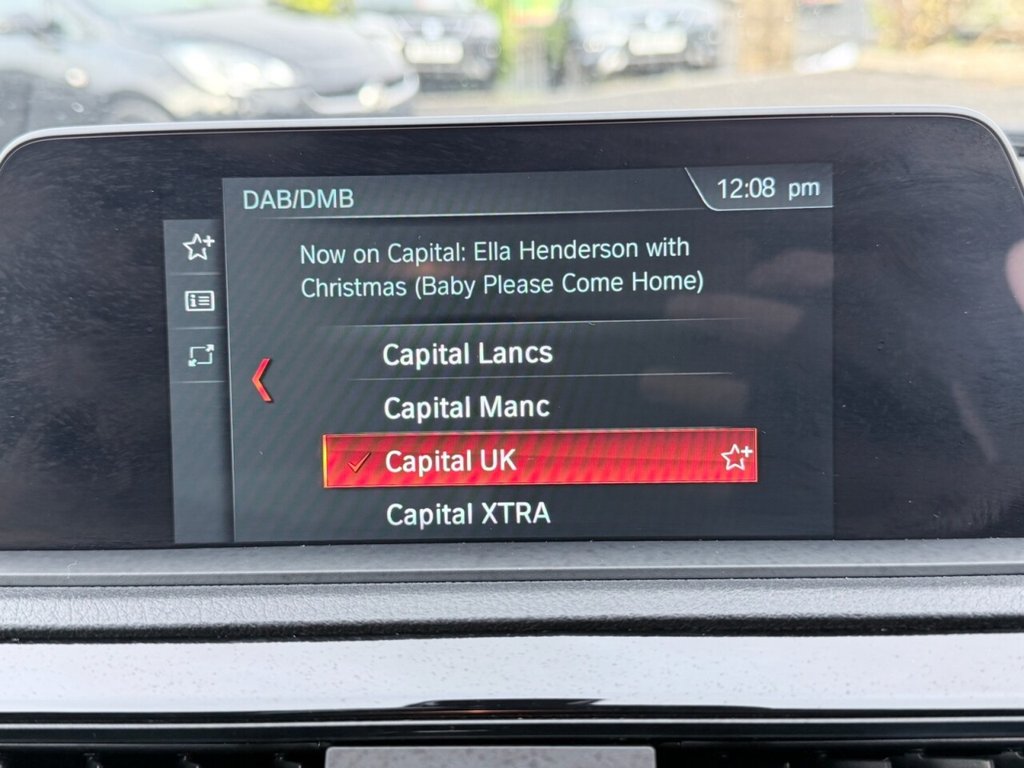 DAB/DMB
12:08 pm
Now on Capital: Ella Henderson with
Christmas (Baby Please Come Home)
Capital Lancs
Capital Manc
Capital UK
Capital XTRA